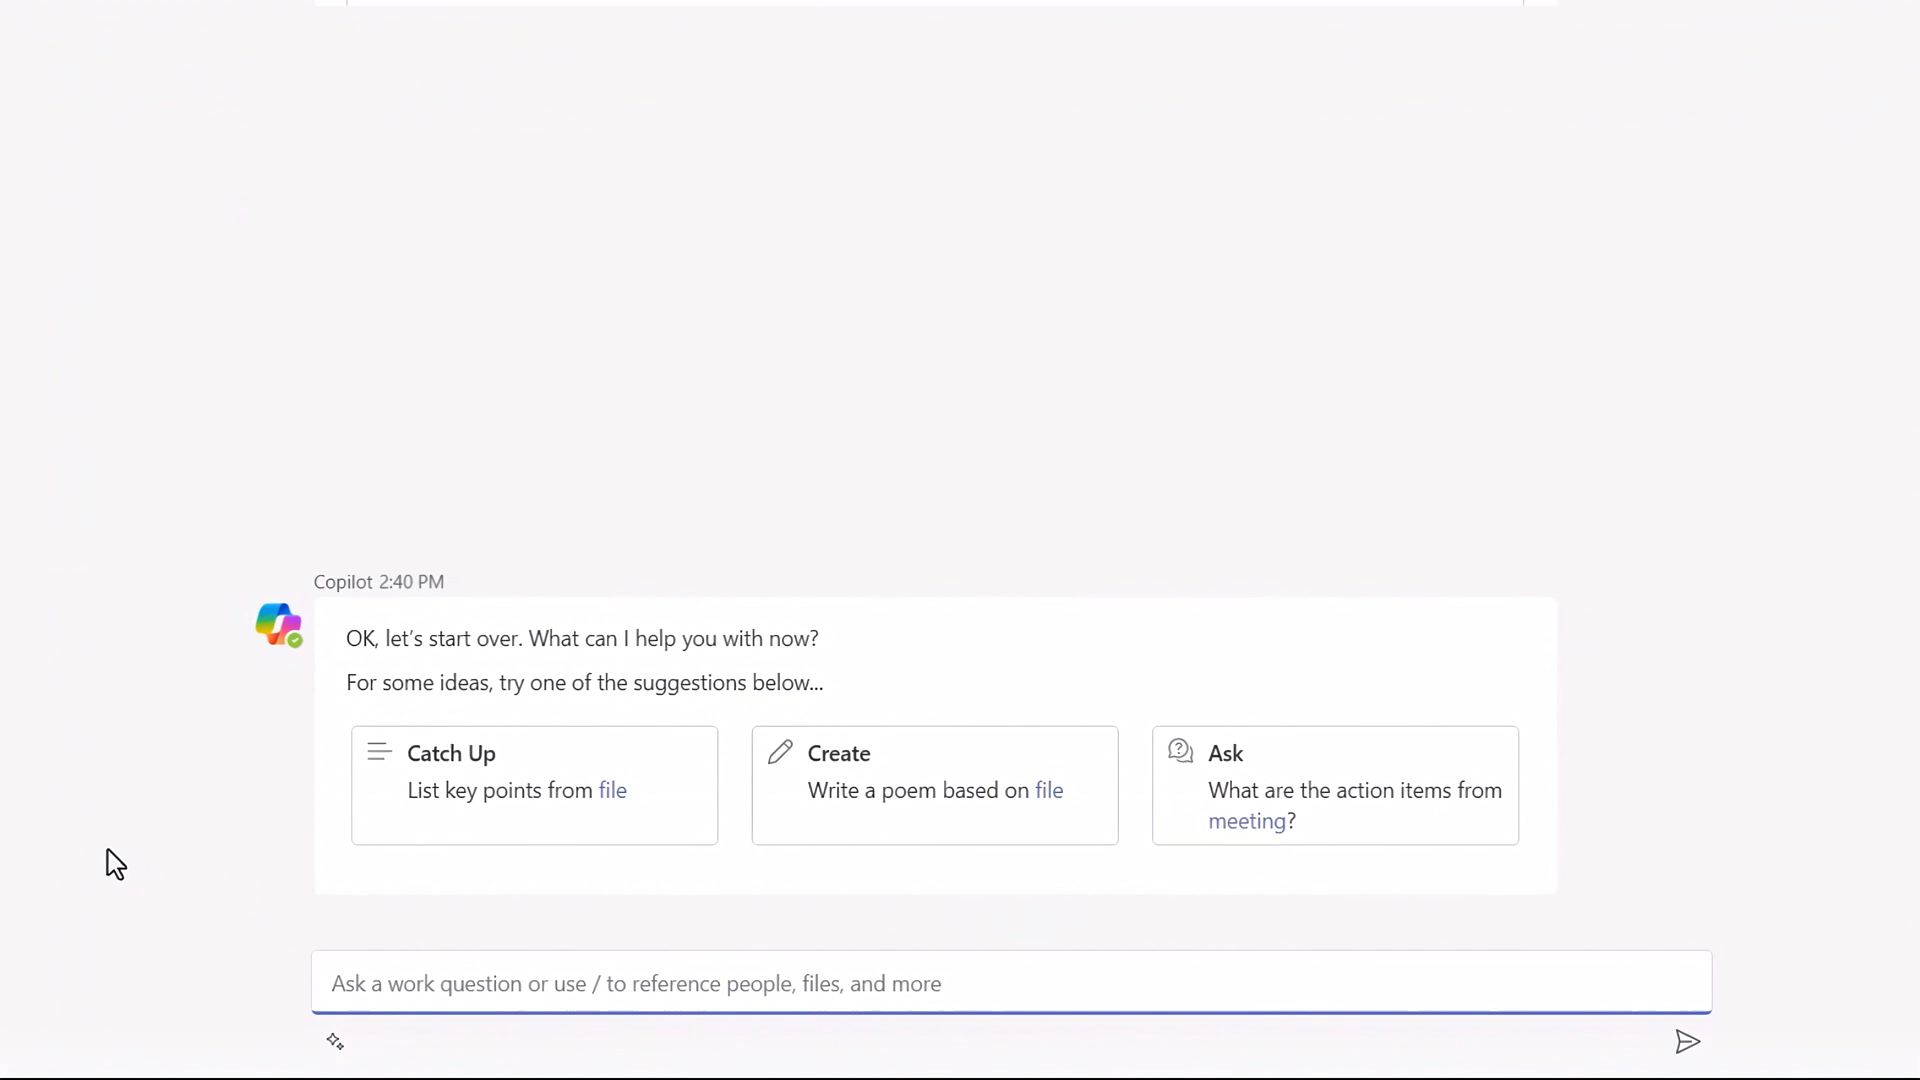 Copilot 2:40 PM
OK, let’s start over. What can I help you with now?
For some ideas, try one of the suggestions below...
Catch Up
List key points from file
Create
Write a poem based on file
Ask
What are the action items from
meeting?
Ask a work question or use / to reference people, files, and more